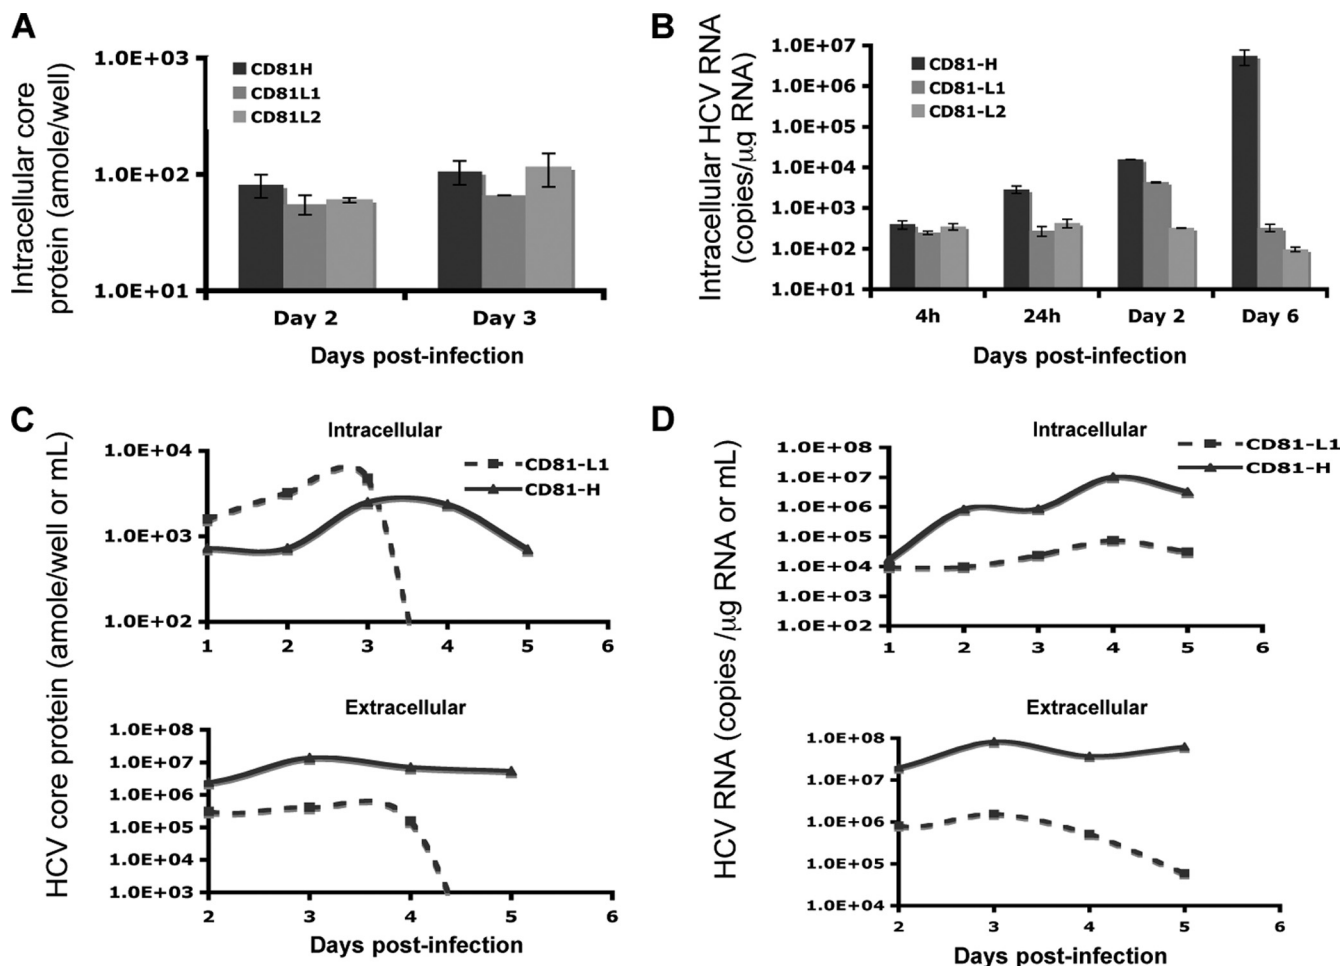 A
Intracellular core
protein (amole/well)
1.0E+03
1.0E+02
1.0E+01
CD81H
CD81L1
CD81L2
Day 2
Day 3
Days post-infection
B
Intracellular HCV RNA
(copies/µg RNA)
1.0E+07
1.0E+06
1.0E+05
1.0E+04
1.0E+03
1.0E+02
1.0E+01
CD81-H
CD81-L1
CD81-L2
4h
24h
Day 2
Day 6
Days post-infection
C
HCV core protein (amole/well or mL)
Intracellular
1.0E+04
1.0E+03
1.0E+02
CD81-L1
CD81-H
1 2 3 4 5 6
Extracellular
1.0E+08
1.0E+07
1.0E+06
1.0E+05
1.0E+04
1.0E+03
2 3 4 5 6
Days post-infection
D
HCV RNA (copies /µg RNA or mL)
Intracellular
1.0E+08
1.0E+07
1.0E+06
1.0E+05
1.0E+04
1.0E+03
1.0E+02
CD81-L1
CD81-H
1 2 3 4 5 6
Extracellular
1.0E+08
1.0E+07
1.0E+06
1.0E+05
1.0E+04
2 3 4 5 6
Days post-infection